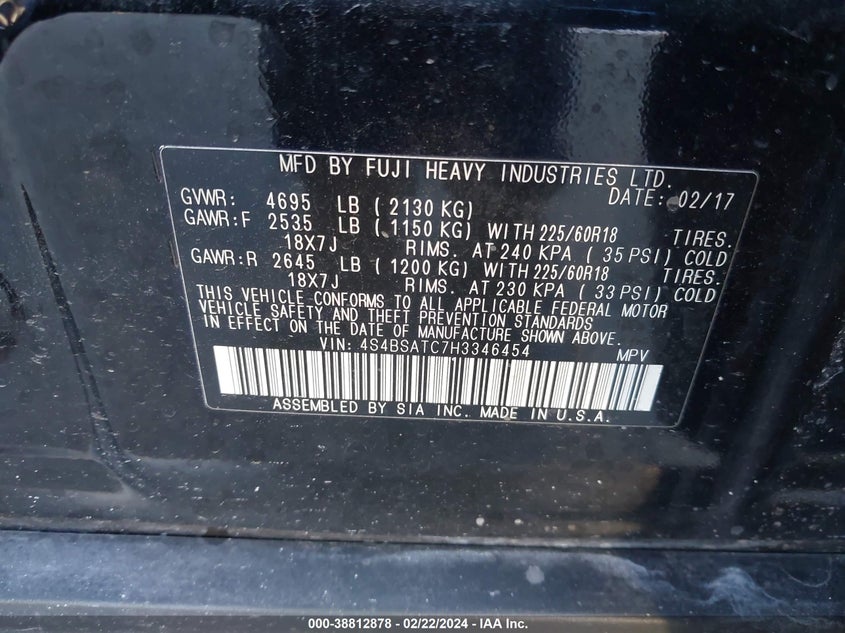 MFD BY FUJI HEAVY INDUSTRIES LTD.
DATE: 02/17
GVWR: 4695 LB ( 2130 KG)
GAWR:F 2535 LB ( 1150 KG) WITH 225/60R18 TIRES.
18X7J RIMS. AT 240 KPA ( 35 PSI) COLD
GAWR:R 2645 LB ( 1200 KG) WITH 225/60R18 TIRES.
18X7J RIMS. AT 230 KPA ( 33 PSI) COLD
THIS VEHICLE CONFORMS TO ALL APPLICABLE FEDERAL MOTOR
VEHICLE SAFETY AND THEFT PREVENTION STANDARDS
IN EFFECT ON THE DATE OF MANUFACTURE SHOWN ABOVE.
VIN: 4S4BSATC7H3346454 MPV
ASSEMBLED BY SIA INC. MADE IN U.S.A.
000-38812878 - 02/22/2024 - IAA Inc.